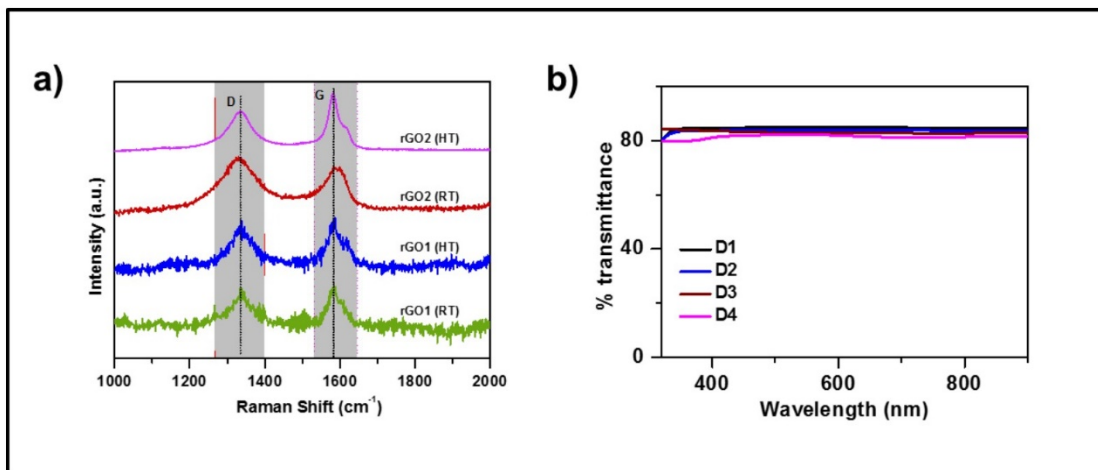 a)
D
G
rGO2 (HT)
rGO2 (RT)
rGO1 (HT)
rGO1 (RT)
Intensity (a.u.)
1000 1200 1400 1600 1800 2000
Raman Shift (cm⁻¹)
b)
80
40
0
% transmittance
D1
D2
D3
D4
400 600 800
Wavelength (nm)